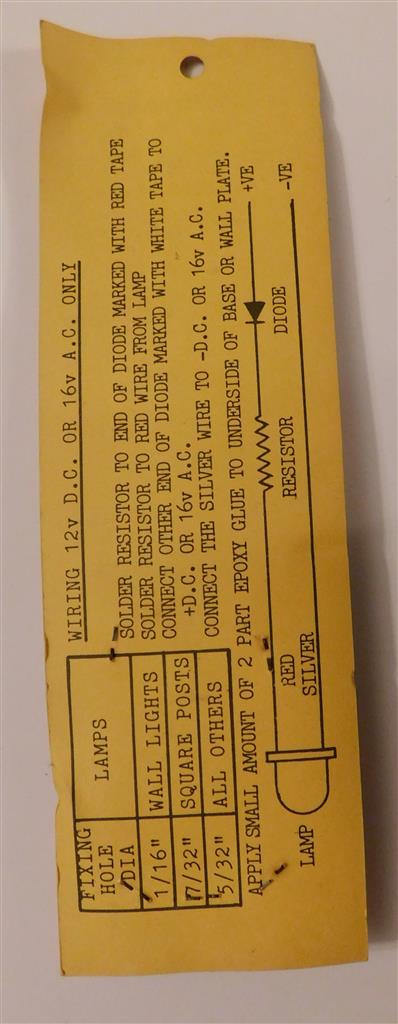 WIRING 12v D.C. OR 16v A.C. ONLY
FIXING HOLE DIA
LAMPS
1/16" WALL LIGHTS
7/32" SQUARE POSTS
5/32" ALL OTHERS
SOLDER RESISTOR TO END OF DIODE MARKED WITH RED TAPE
SOLDER RESISTOR TO RED WIRE FROM LAMP
CONNECT OTHER END OF DIODE MARKED WITH WHITE TAPE TO
+D.C. OR 16v A.C.
CONNECT THE SILVER WIRE TO -D.C. OR 16v A.C.
APPLY SMALL AMOUNT OF 2 PART EPOXY GLUE TO UNDERSIDE OF BASE OR WALL PLATE.
+VE
-VE
DIODE
RESISTOR
RED
SILVER
LAMP